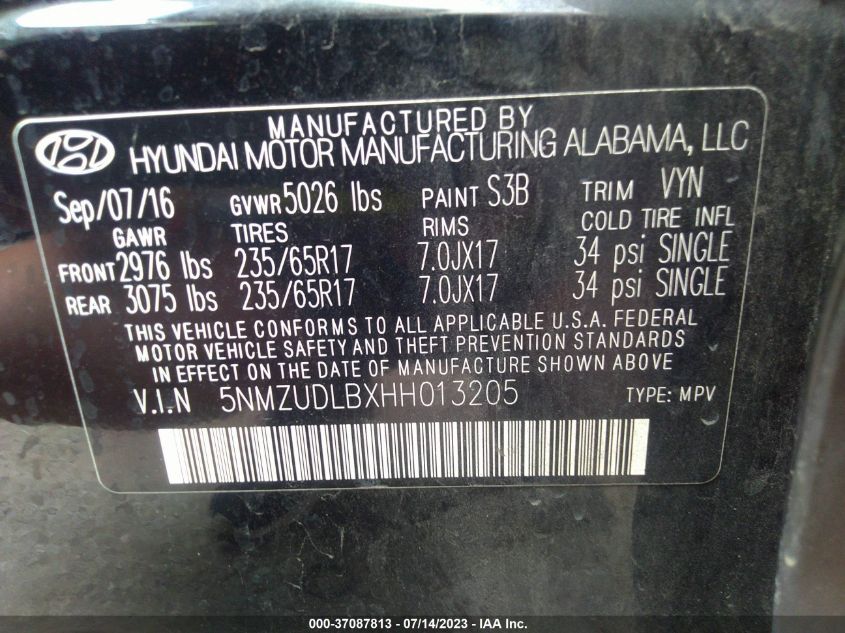 MANUFACTURED BY
HYUNDAI MOTOR MANUFACTURING ALABAMA, LLC
Sep/07/16 GVWR 5026 lbs PAINT S3B TRIM VYN
GAWR TIRES RIMS COLD TIRE INFL
FRONT 2976 lbs 235/65R17 7.0JX17 34 psi SINGLE
REAR 3075 lbs 235/65R17 7.0JX17 34 psi SINGLE
THIS VEHICLE CONFORMS TO ALL APPLICABLE U.S.A. FEDERAL
MOTOR VEHICLE SAFETY AND THEFT PREVENTION STANDARDS
IN EFFECT ON THE DATE OF MANUFACTURE SHOWN ABOVE.
V.I.N 5NMZUDLBXHH013205 TYPE: MPV
000-37087813 - 07/14/2023 - IAA Inc.